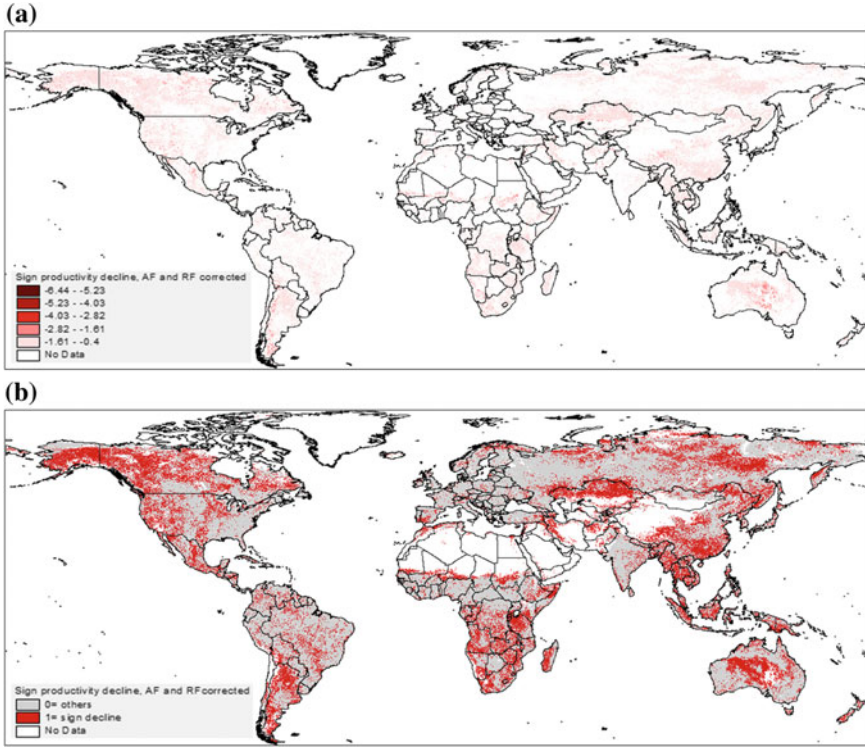 (a)
Sign productivity decline, AF and RF corrected
-6.44 - -5.23
-5.23 - -4.03
-4.03 - -2.82
-2.82 - -1.61
-1.61 - -0.4
No Data
(b)
Sign productivity decline, AF and RFcorrected
0= others
1= sign decline
No Data